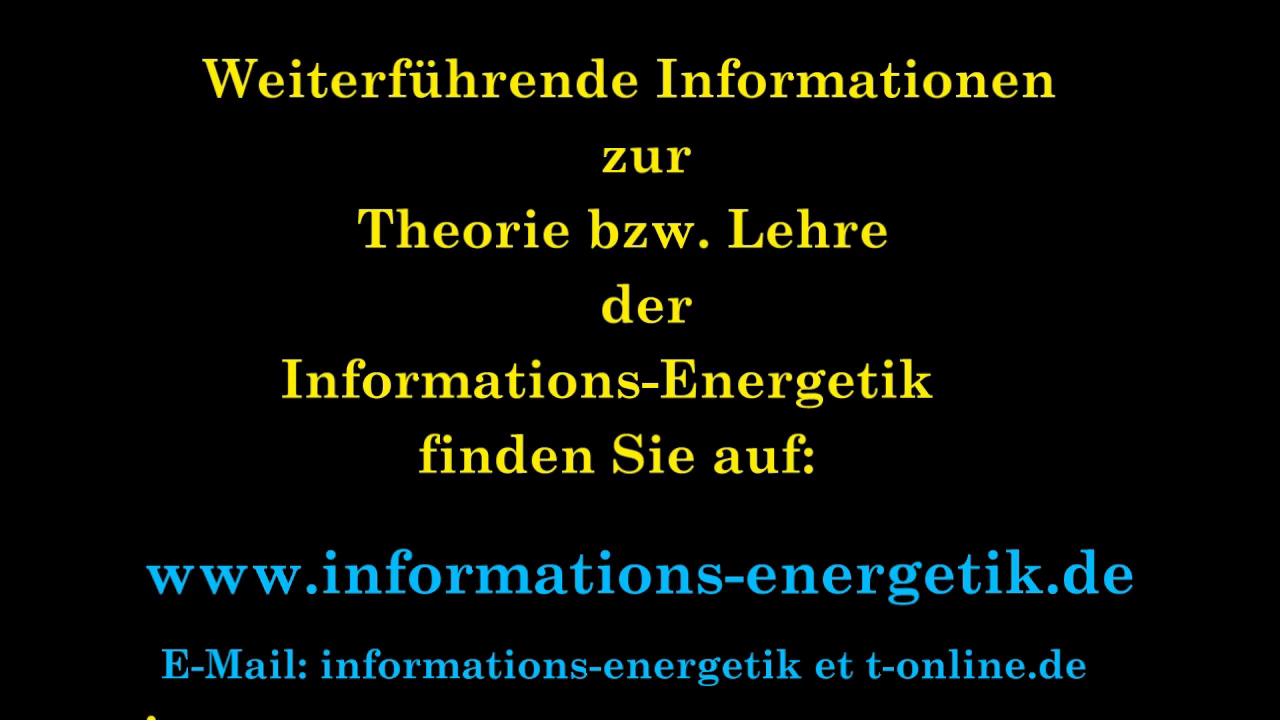 Weiterführende Informationen
zur
Theorie bzw. Lehre
der
Informations-Energetik
finden Sie auf:
www.informations-energetik.de
E-Mail: informations-energetik et t-online.de